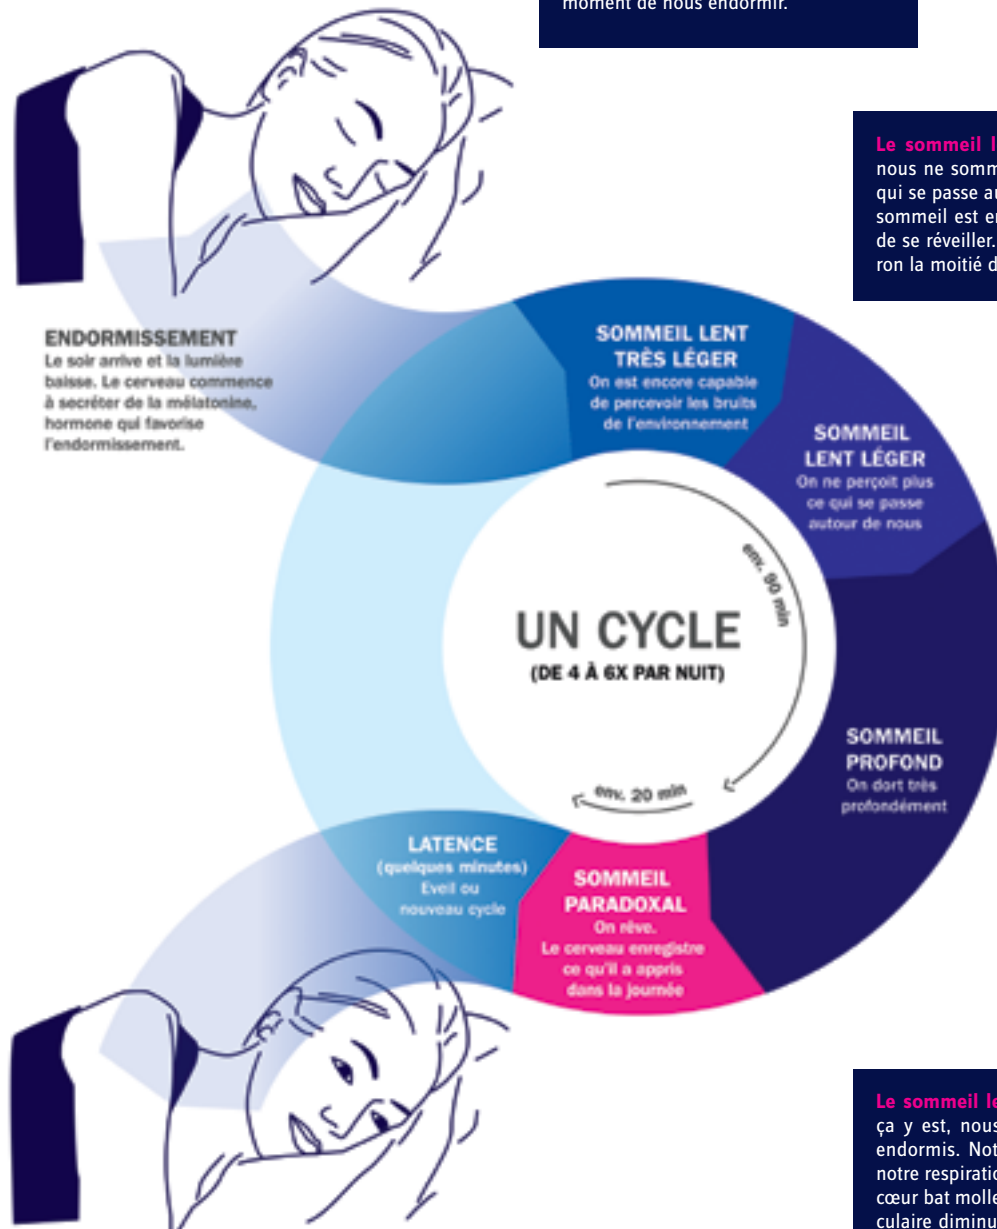 moment de nous endormir.
Le sommeil l
nous ne somm
qui se passe au
sommeil est en
de se réveiller.
ron la moitié d
ENDORMISSEMENT
Le soir arrive et la lumière
baisse. Le cerveau commence
à secréter de la mélatonine,
hormone qui favorise
l'endormissement.
SOMMEIL LENT
TRÈS LÉGER
On est encore capable
de percevoir les bruits
de l'environnement
SOMMEIL
LENT LÉGER
On ne perçoit plus
ce qui se passe
autour de nous
env. 90 min
UN CYCLE
(DE 4 À 6X PAR NUIT)
SOMMEIL
PROFOND
On dort très
profondément
env. 20 min
LATENCE
(quelques minutes)
Eveil ou
nouveau cycle
SOMMEIL
PARADOXAL
On rêve.
Le cerveau enregistre
ce qu'il a appris
dans la journée
Le sommeil le
ça y est, nous
endormis. Not
notre respiratio
cœur bat molle
culaire diminu